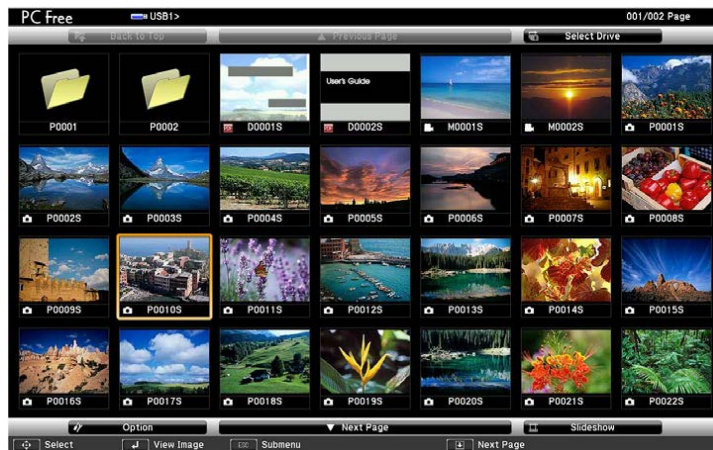 PC Free USB1> 001/002 Page
Back to Top Previous Page Select Drive
User's Guide
P0001 P0002 D0001S D0002S M0001S M0002S P0001S
P0002S P0003S P0004S P0005S P0006S P0007S P0008S
P0009S P0010S P0011S P0012S P0013S P0014S P0015S
P0016S P0017S P0018S P0019S P0020S P0021S P0022S
Option Next Page Slideshow
Select View Image ESC Submenu Next Page